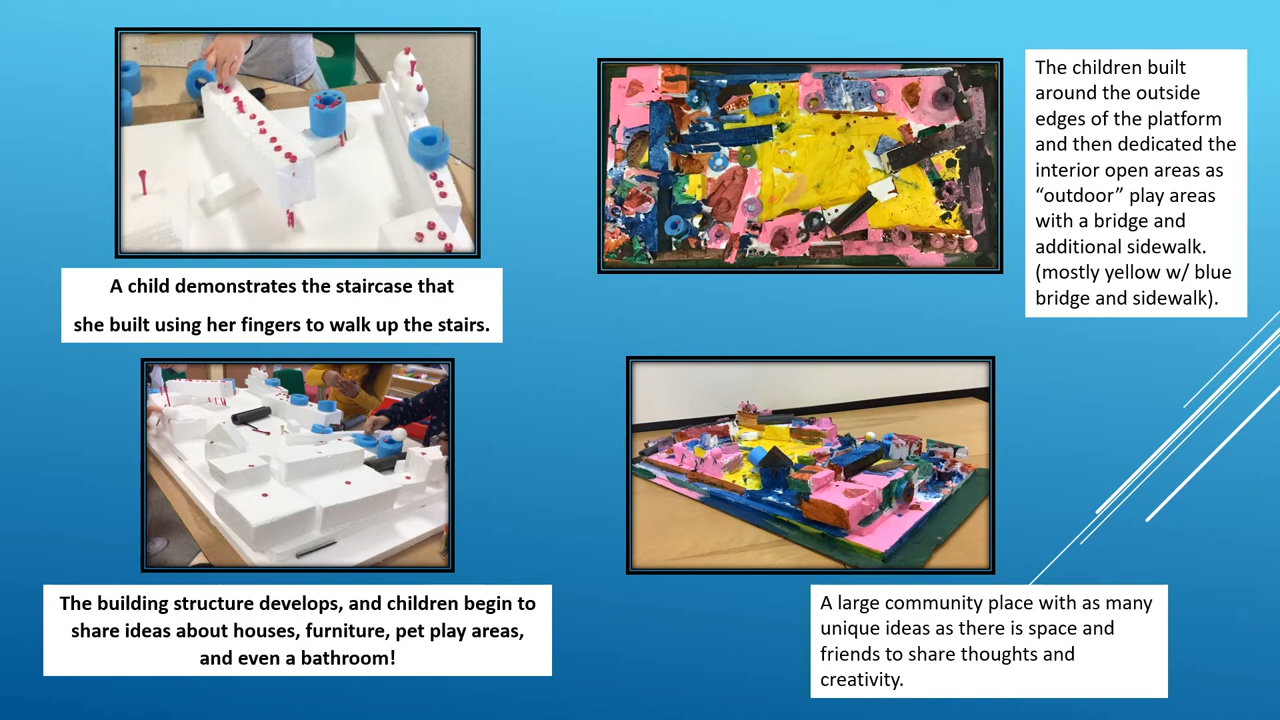 A child demonstrates the staircase that
she built using her fingers to walk up the stairs.
The building structure develops, and children begin to
share ideas about houses, furniture, pet play areas,
and even a bathroom!
The children built
around the outside
edges of the platform
and then dedicated the
interior open areas as
“outdoor” play areas
with a bridge and
additional sidewalk.
(mostly yellow w/ blue
bridge and sidewalk).
A large community place with as many
unique ideas as there is space and
friends to share thoughts and
creativity.